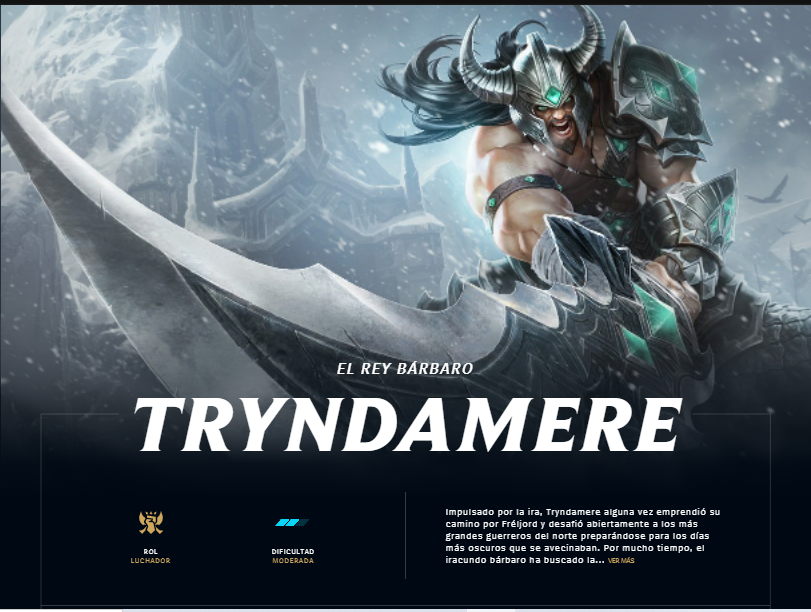 EL REY BÁRBARO
TRYNDAMERE
ROL
LUCHADOR
DIFICULTAD
MODERADA
Impulsado por la ira, Tryndamere alguna vez emprendió su
camino por Fréljord y desafió abiertamente a los más
grandes guerreros del norte preparándose para los días
más oscuros que se avecinaban. Por mucho tiempo, el
iracundo bárbaro ha buscado la... VER MÁS